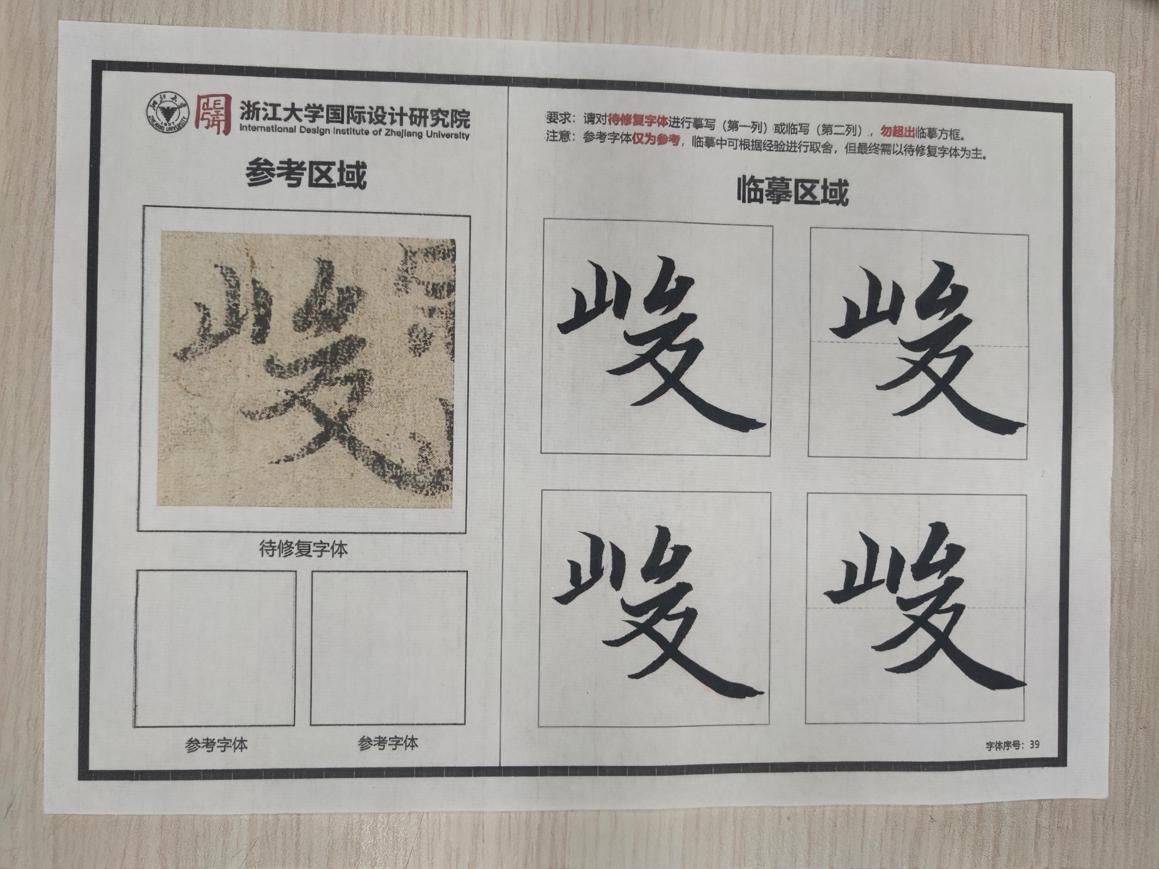 浙江大学国际设计研究院
International Design Institute of Zhejiang University
参考区域
待修复字体
参考字体
参考字体
要求：请对待修复字体进行摹写（第一列）或临写（第二列），勿超出临摹方框。
注意：参考字体仅为参考，临摹中可根据经验进行取舍，但最终需以待修复字体为主。
临摹区域
字体序号：39